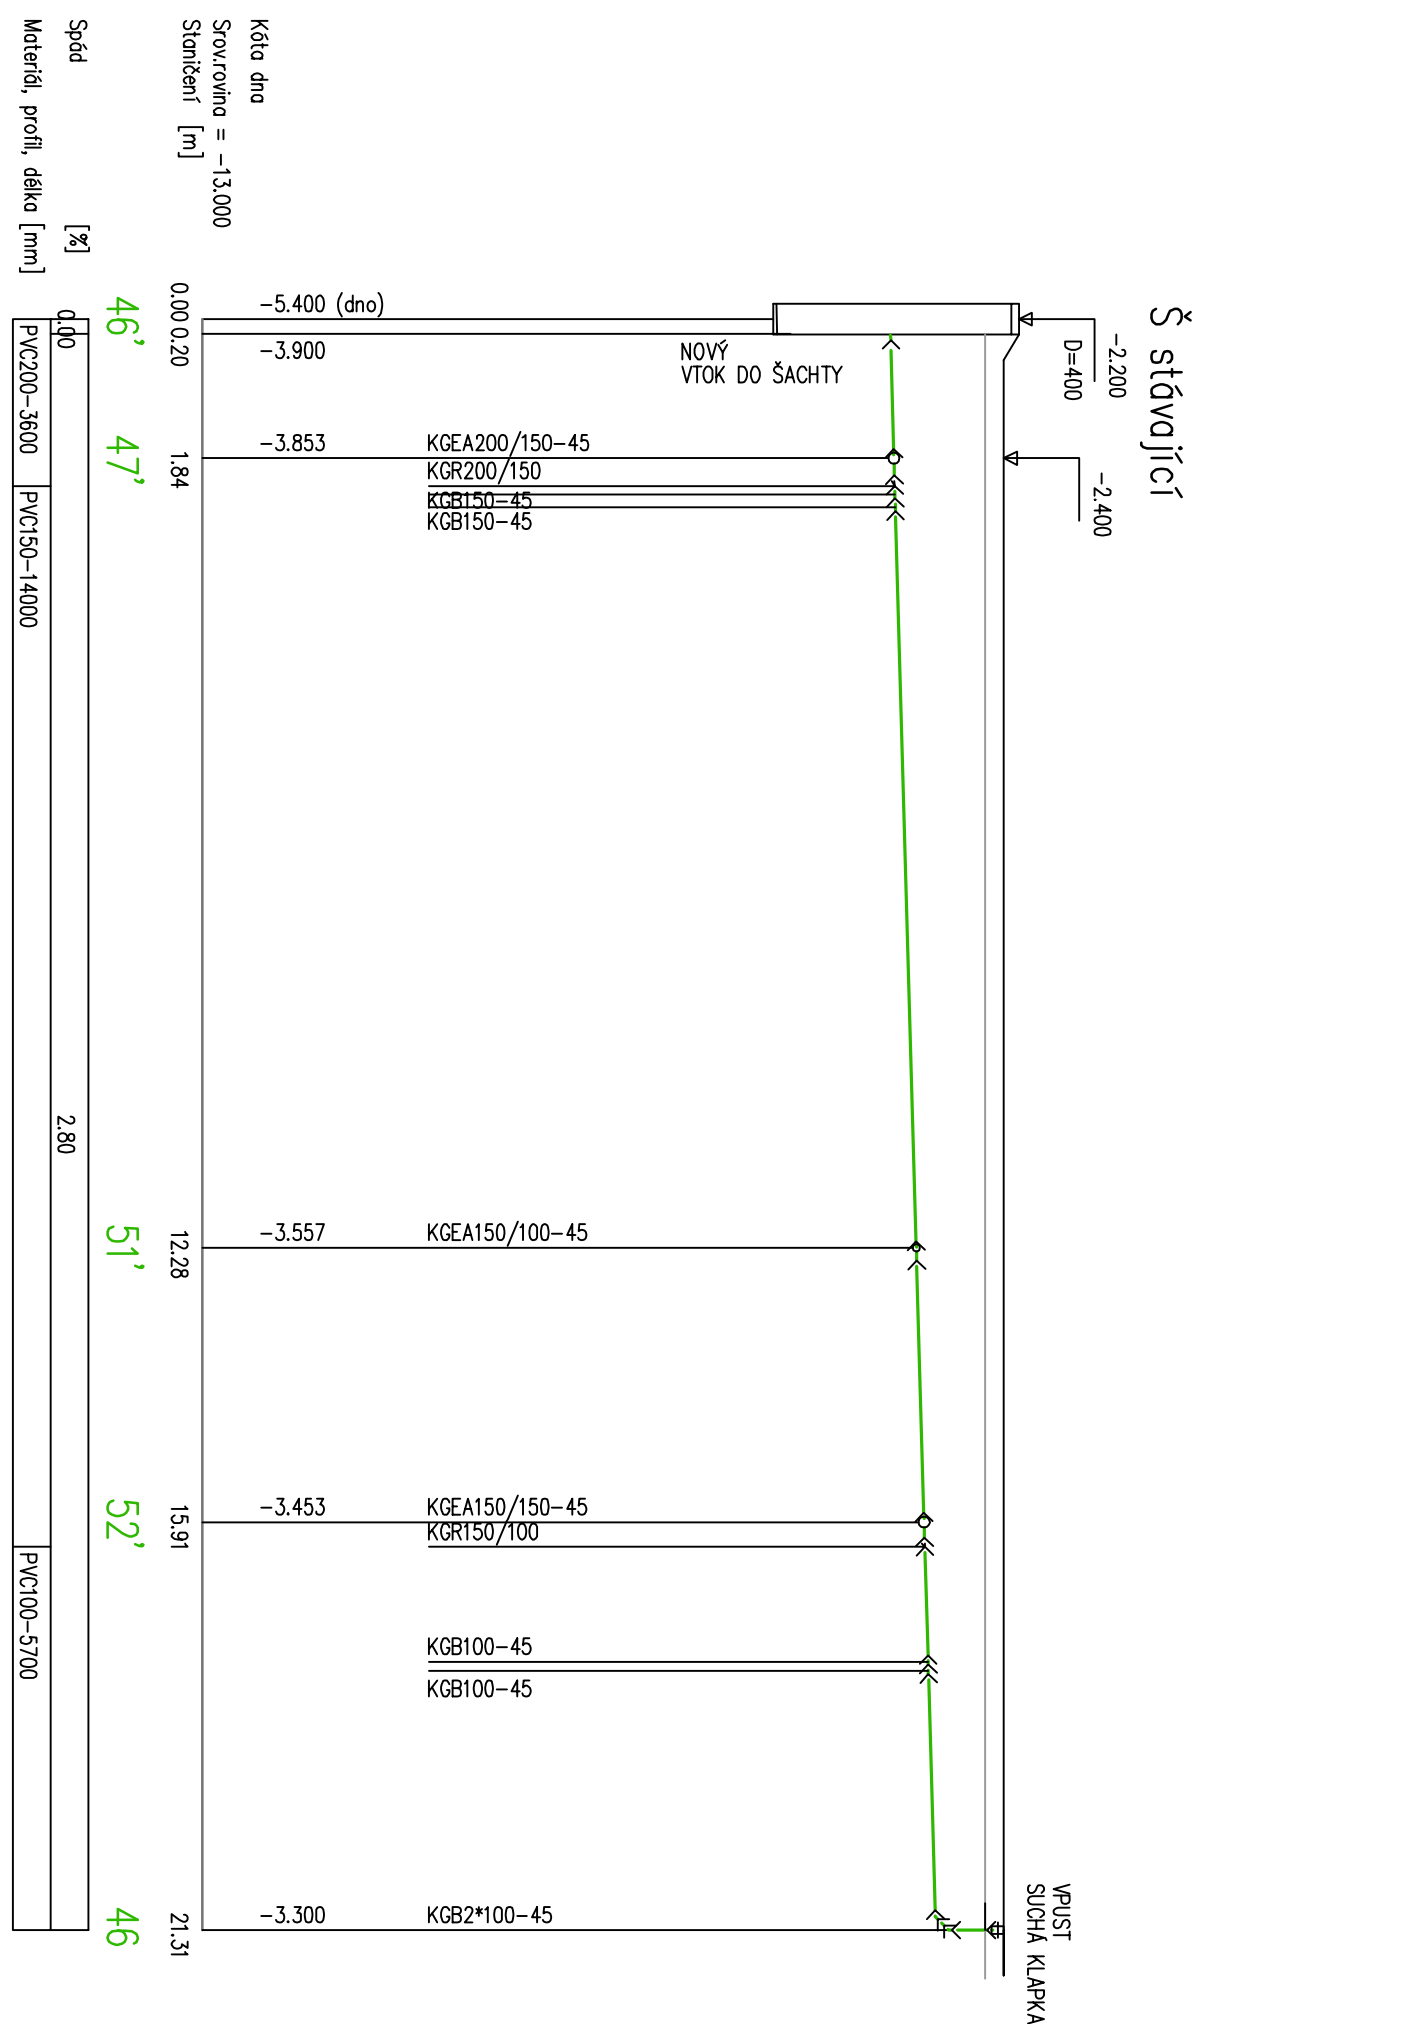 Š stávající
-2.200
D=400
-2.400
VPUST
SUCHÁ KLAPKA
NOVÝ
VTOK DO ŠACHTY
KGEA200/150-45
KGR200/150
KGB150-45
KGB150-45
KGEA150/100-45
KGEA150/150-45
KGR150/100
KGB100-45
KGB100-45
KGB2*100-45
Kóta dna
-5.400 (dno)
-3.900
-3.853
-3.557
-3.453
-3.300
Srov.rovina = -13.000
Staničení [m]
0.00 0.20 1.84 12.28 15.91 21.31
46' 47' 51' 52' 46
Spád [%]
0.00 2.80
Materiál, profil, délka [mm]
PVC200-3600 PVC150-14000 PVC100-5700